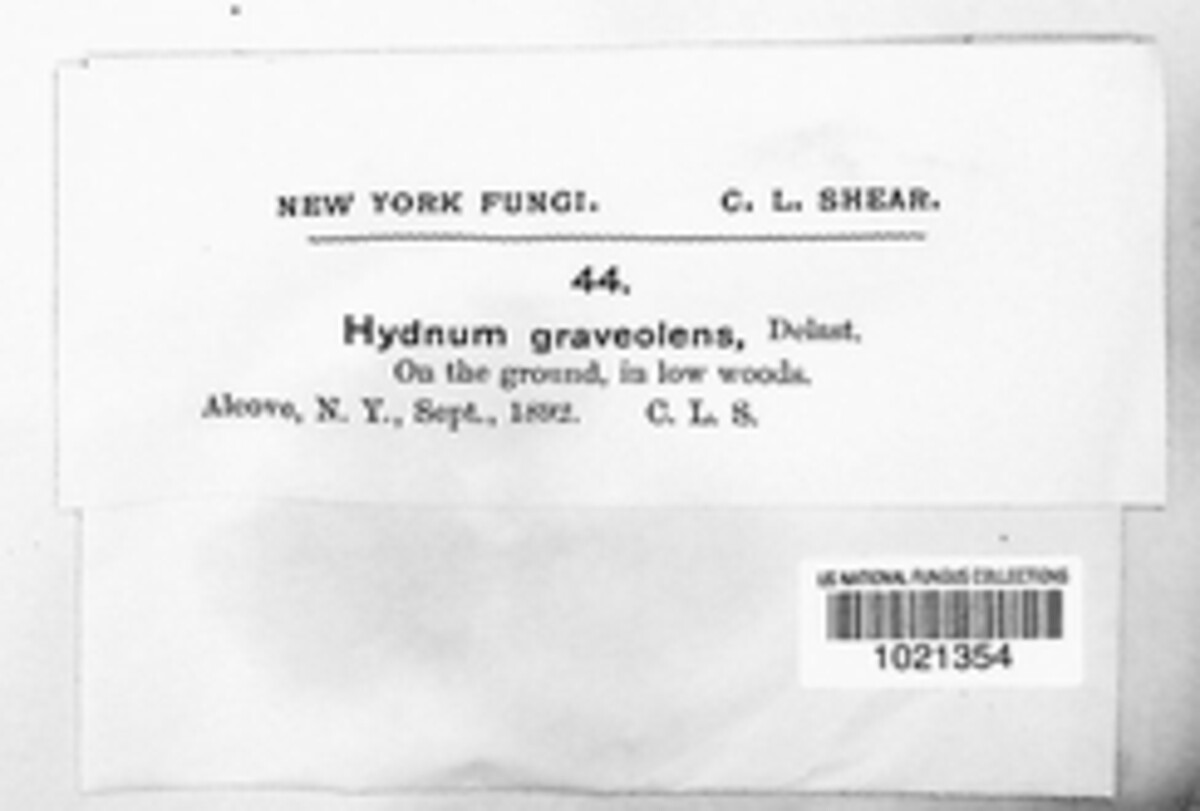 NEW YORK FUNGI. C. L. SHEAR.
44.
Hydnum graveolens, Delast.
On the ground, in low woods.
Alcove, N. Y., Sept., 1892. C. L. S.
US NATIONAL FUNGUS COLLECTIONS
1021354